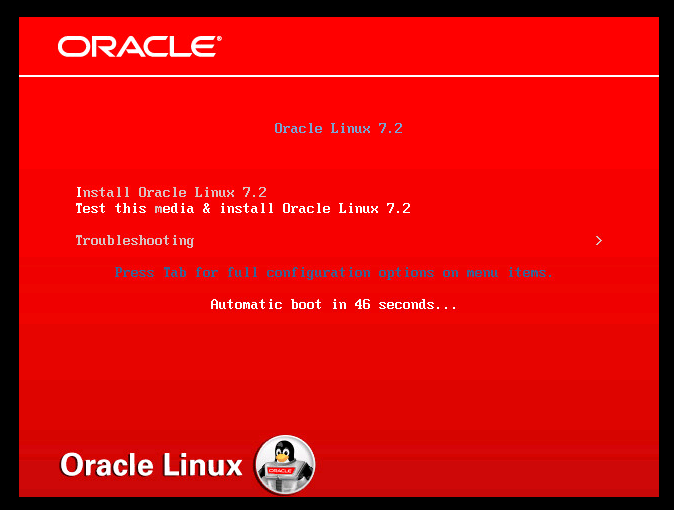 ORACLE®
Oracle Linux 7.2
Install Oracle Linux 7.2
Test this media & install Oracle Linux 7.2
Troubleshooting >
Press Tab for full configuration options on menu items.
Automatic boot in 46 seconds...
Oracle Linux
ORACLE